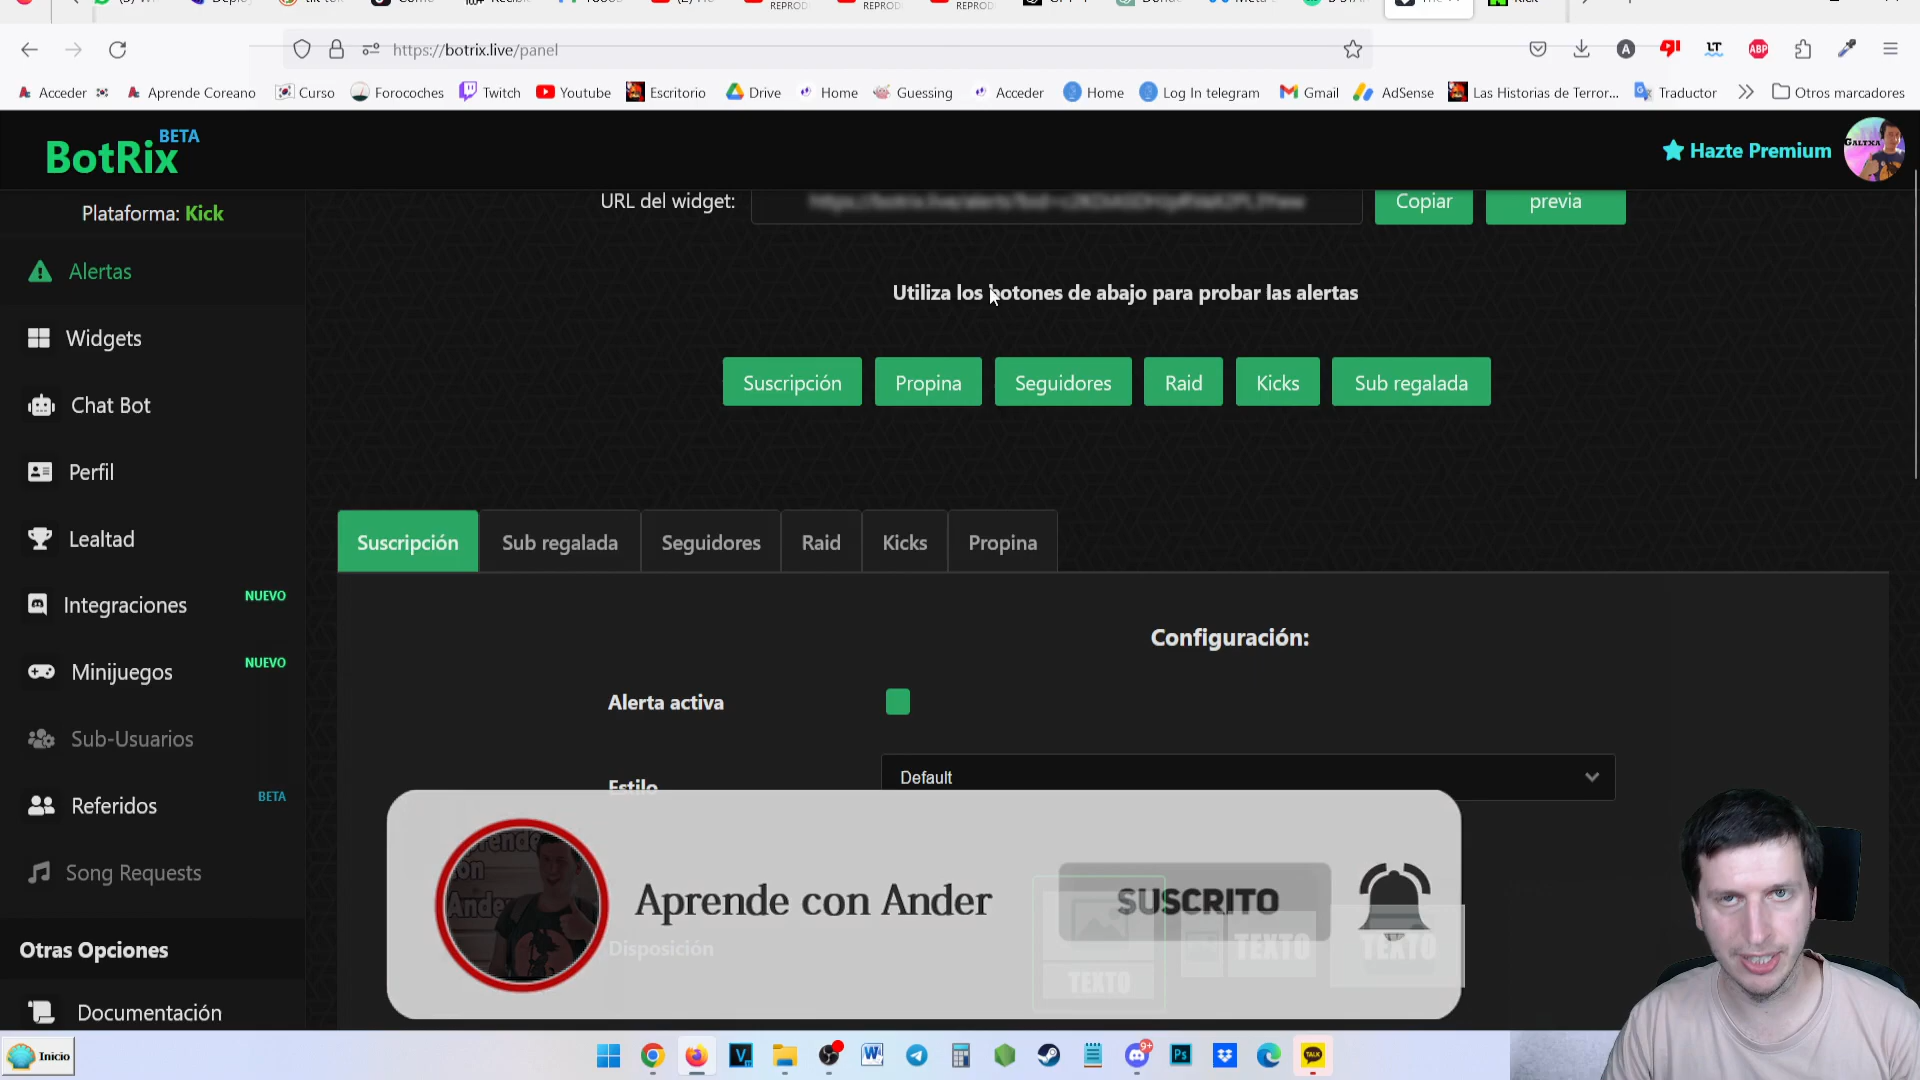 https://botrix.live/panel
Acceder
Aprende Coreano
Curso
Forocoches
Twitch
Youtube
Escritorio
Drive
Home
Guessing
Acceder
Home
Log In telegram
Gmail
AdSense
Las Historias de Terror...
Traductor
Otros marcadores
BotRix BETA
Hazte Premium
Plataforma: Kick
URL del widget:
Copiar
previa
Alertas
Utiliza los botones de abajo para probar las alertas
Widgets
Suscripción
Propina
Seguidores
Raid
Kicks
Sub regalada
Chat Bot
Perfil
Lealtad
Suscripción
Sub regalada
Seguidores
Raid
Kicks
Propina
Integraciones NUEVO
Configuración:
Minijuegos NUEVO
Alerta activa
Sub-Usuarios
Estilo
Default
Referidos BETA
Song Requests
Aprende con Ander
SUSCRITO
Disposición
TEXTO
TEXTO
TEXTO
Otras Opciones
Documentación
Inicio